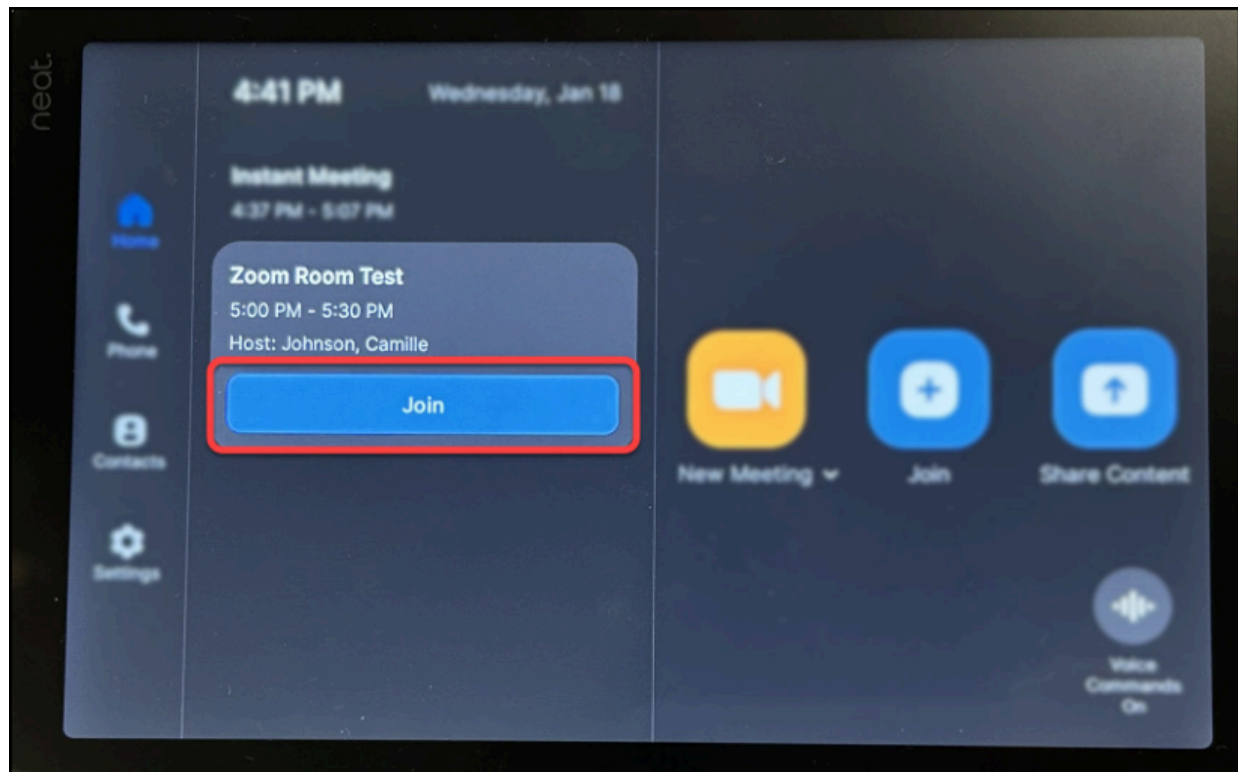 neat.
4:41 PM
Wednesday, Jan 18
Instant Meeting
4:37 PM - 5:07 PM
Home
Zoom Room Test
5:00 PM - 5:30 PM
Host: Johnson, Camille
Join
Phone
Contacts
Settings
New Meeting
Join
Share Content
Voice
Commands
On